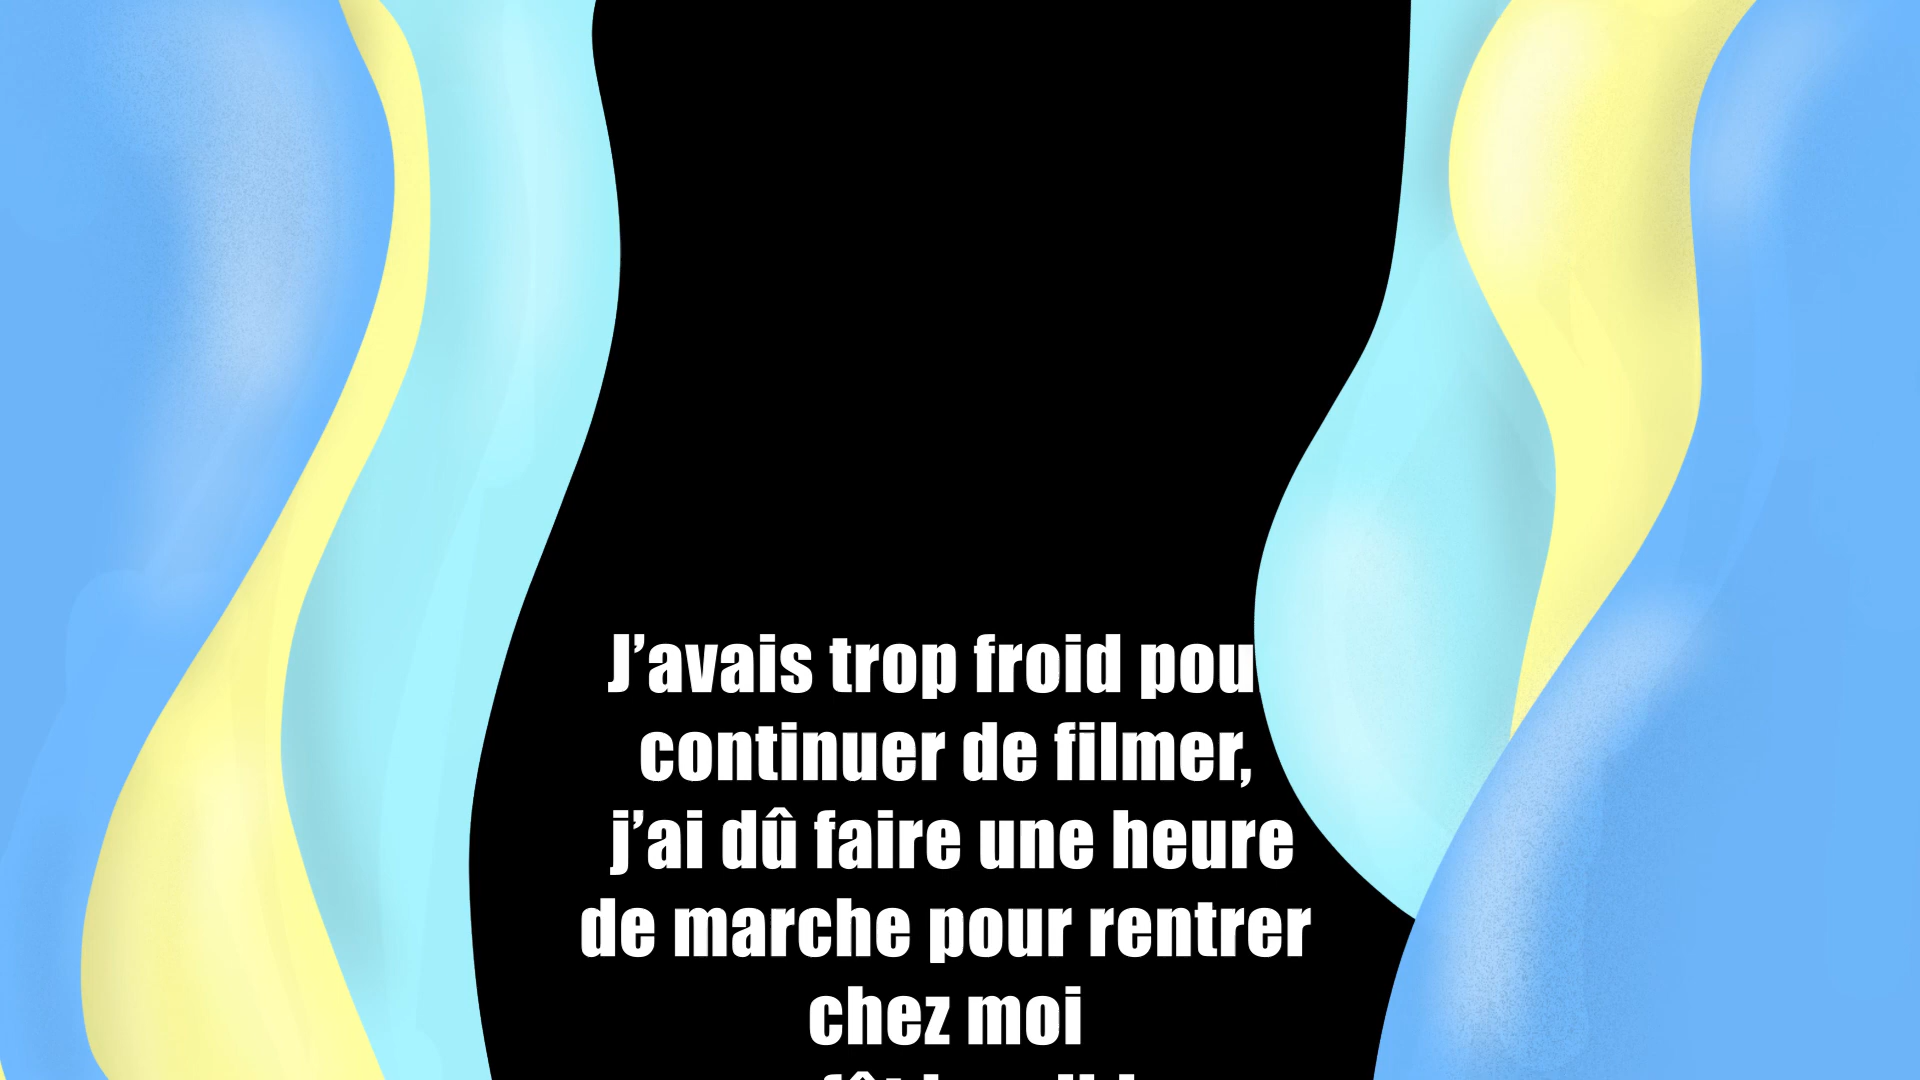 J’avais trop froid pou
continuer de filmer,
j’ai dû faire une heure
de marche pour rentrer
chez moi